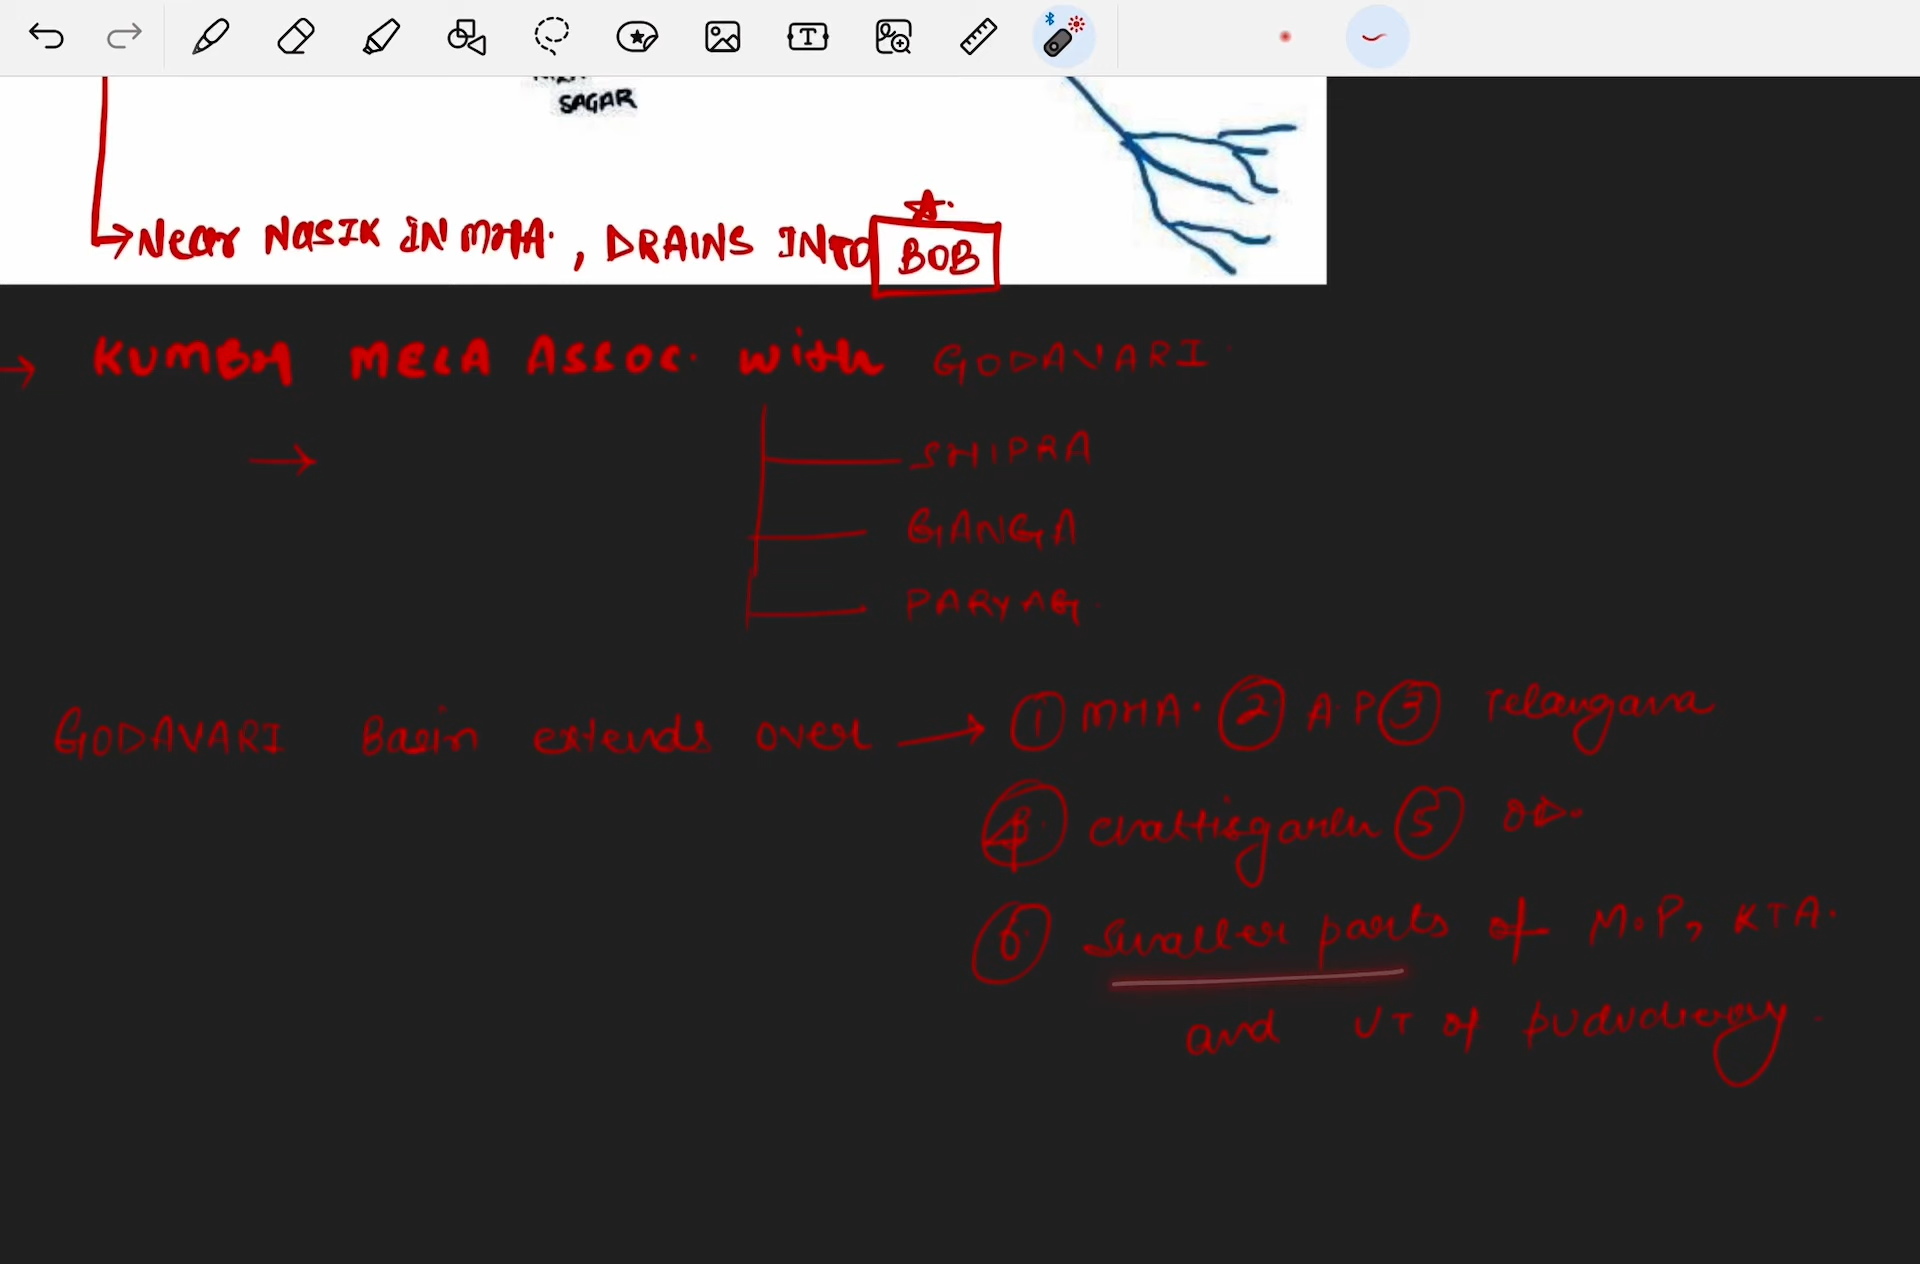 SAGAR
→ Near NASIK IN MHA. , DRAINS INTO BOB
→ KUMBH MELA ASSOC. with GODAVARI
→ SHIPRA
GANGA
PARYAG.
GODAVARI Basin extends over → ① MHA. ② A.P ③ Telangana
④ chattisgarh ⑤ OD.
⑥ Smaller parts of M.P, KTA.
and UT of puducherry.